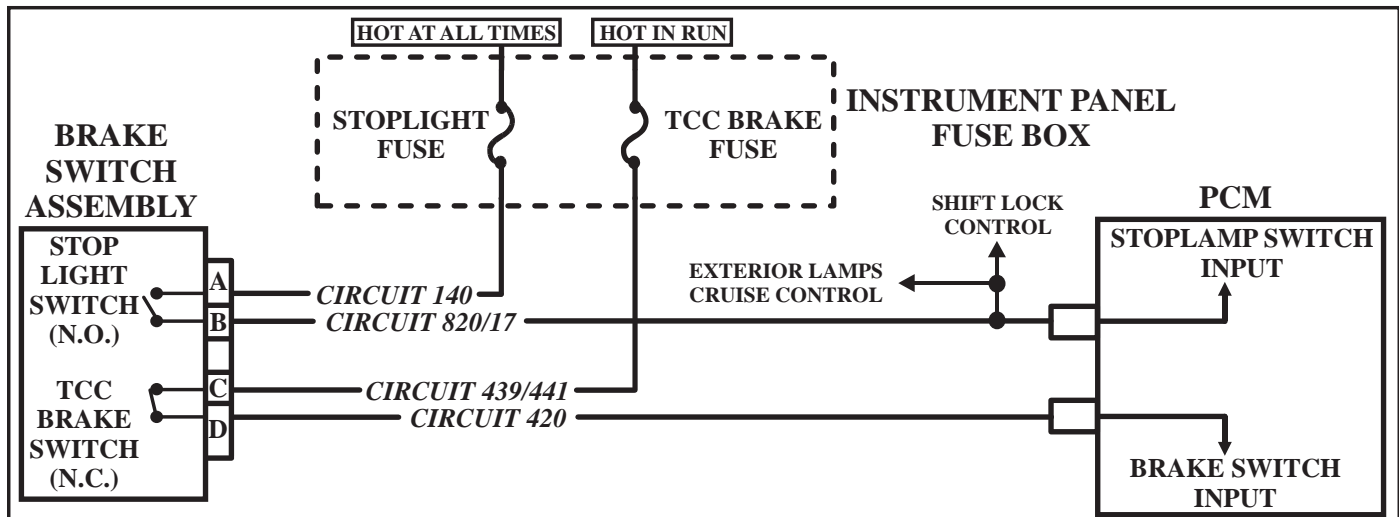 HOT AT ALL TIMES
HOT IN RUN
STOPLIGHT
FUSE
TCC BRAKE
FUSE
INSTRUMENT PANEL
FUSE BOX
BRAKE
SWITCH
ASSEMBLY
STOP
LIGHT
SWITCH
(N.O.)
TCC
BRAKE
SWITCH
(N.C.)
A
B
C
D
CIRCUIT 140
CIRCUIT 820/17
CIRCUIT 439/441
CIRCUIT 420
SHIFT LOCK
CONTROL
EXTERIOR LAMPS
CRUISE CONTROL
PCM
STOPLAMP SWITCH
INPUT
BRAKE SWITCH
INPUT